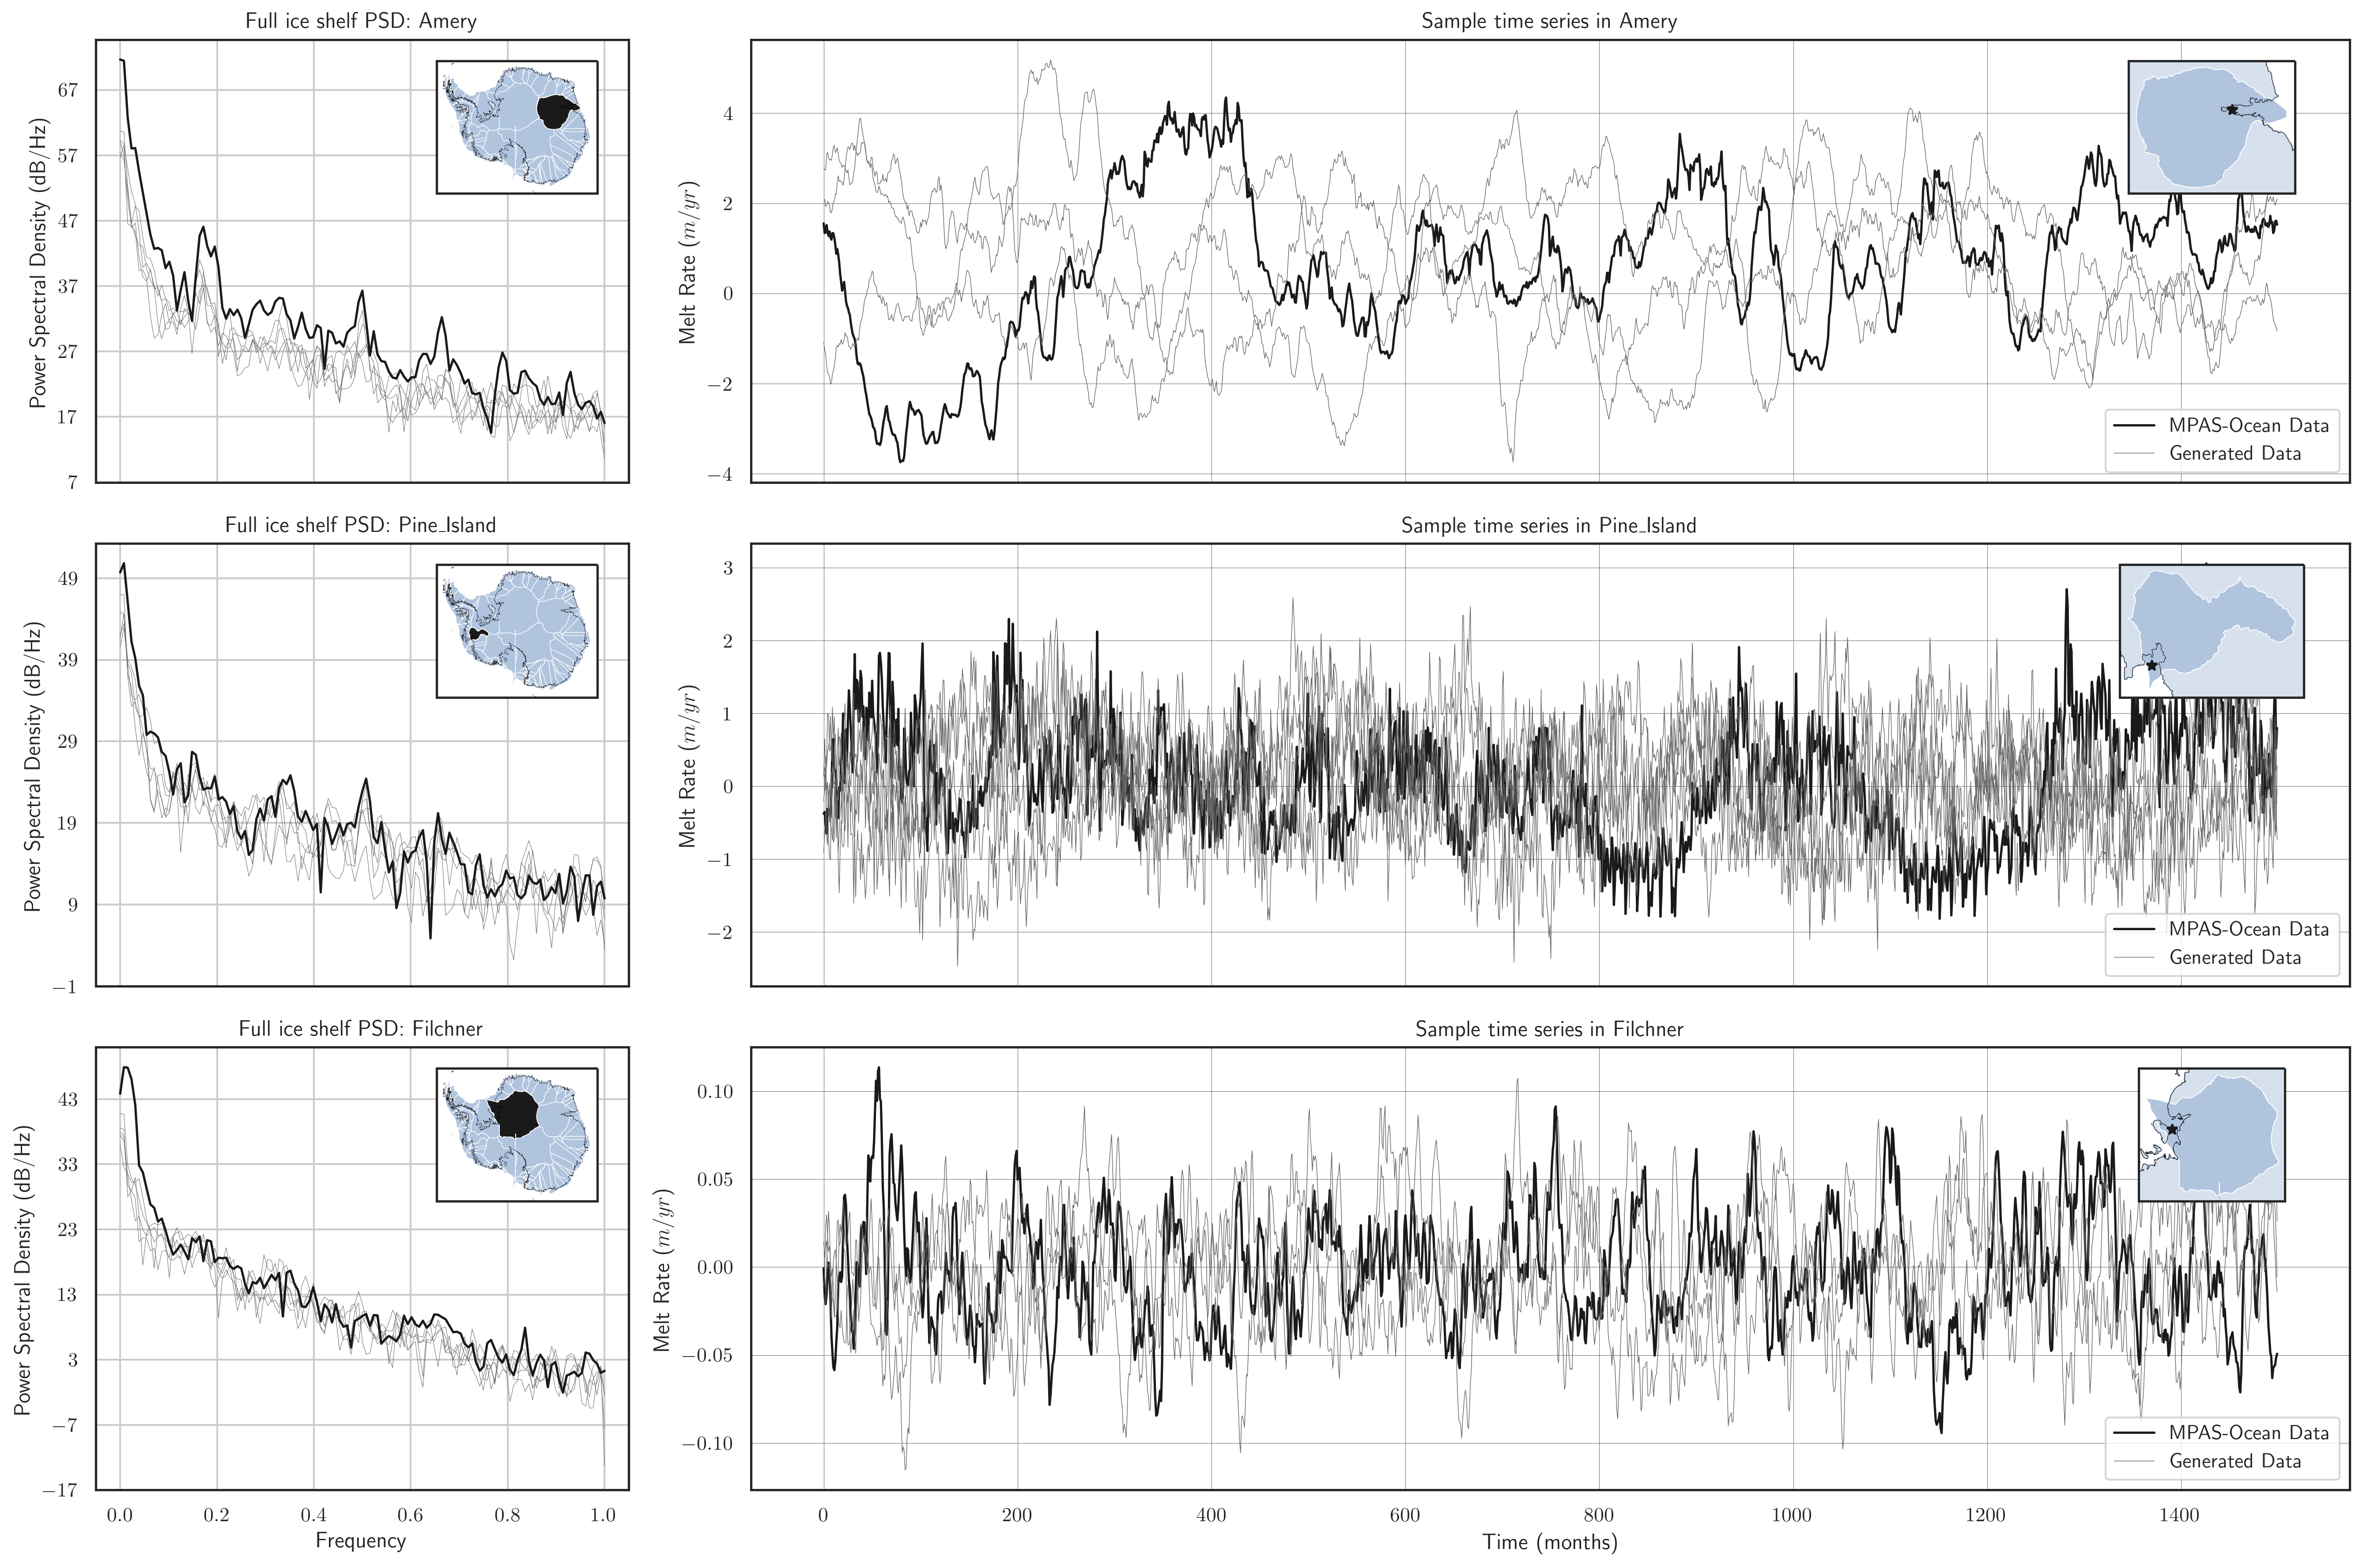 Full ice shelf PSD: Amery
Power Spectral Density (dB/Hz)
67
57
47
37
27
17
7
Sample time series in Amery
Melt Rate (m/yr)
4
2
0
−2
−4
MPAS-Ocean Data
Generated Data
Full ice shelf PSD: Pine_Island
Power Spectral Density (dB/Hz)
49
39
29
19
9
−1
Sample time series in Pine_Island
Melt Rate (m/yr)
3
2
1
0
−1
−2
MPAS-Ocean Data
Generated Data
Full ice shelf PSD: Filchner
Power Spectral Density (dB/Hz)
43
33
23
13
3
−7
−17
0.0 0.2 0.4 0.6 0.8 1.0
Frequency
Sample time series in Filchner
Melt Rate (m/yr)
0.10
0.05
0.00
−0.05
−0.10
MPAS-Ocean Data
Generated Data
0 200 400 600 800 1000 1200 1400
Time (months)